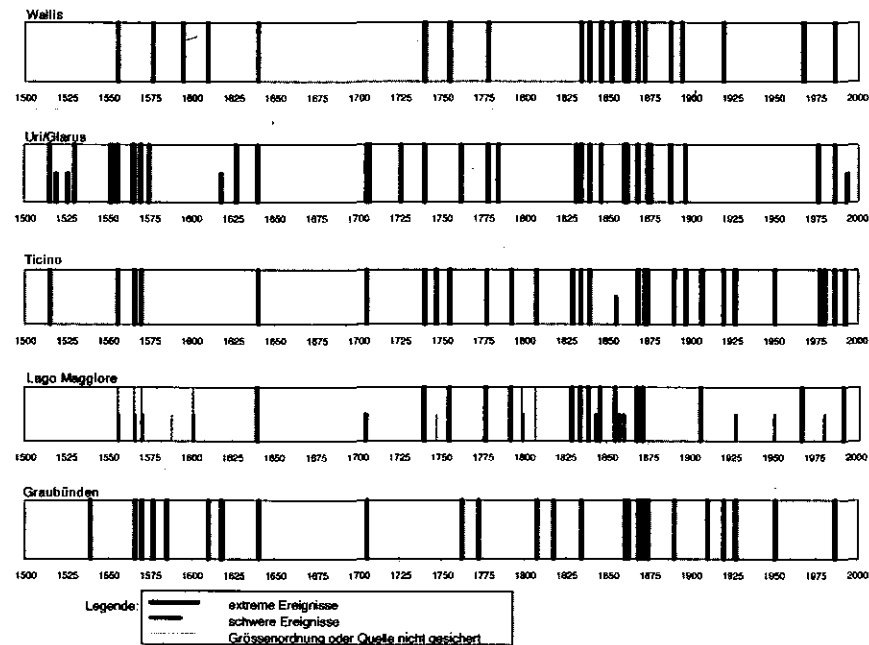 Wallis
1500 1525 1550 1575 1600 1625 1650 1675 1700 1725 1750 1775 1800 1825 1850 1875 1900 1925 1950 1975 2000
Uri/Glarus
1500 1525 1550 1575 1600 1625 1650 1675 1700 1725 1750 1775 1800 1825 1850 1875 1900 1925 1950 1975 2000
Ticino
1500 1525 1550 1575 1600 1625 1650 1675 1700 1725 1750 1775 1800 1825 1850 1875 1900 1925 1950 1975 2000
Lago Maggiore
1500 1525 1550 1575 1600 1625 1650 1675 1700 1725 1750 1775 1800 1825 1850 1875 1900 1925 1950 1975 2000
Graubünden
1500 1525 1550 1575 1600 1625 1650 1675 1700 1725 1750 1775 1800 1825 1850 1875 1900 1925 1950 1975 2000
Legende: extreme Ereignisse
schwere Ereignisse
Grössenordnung oder Quelle nicht gesichert